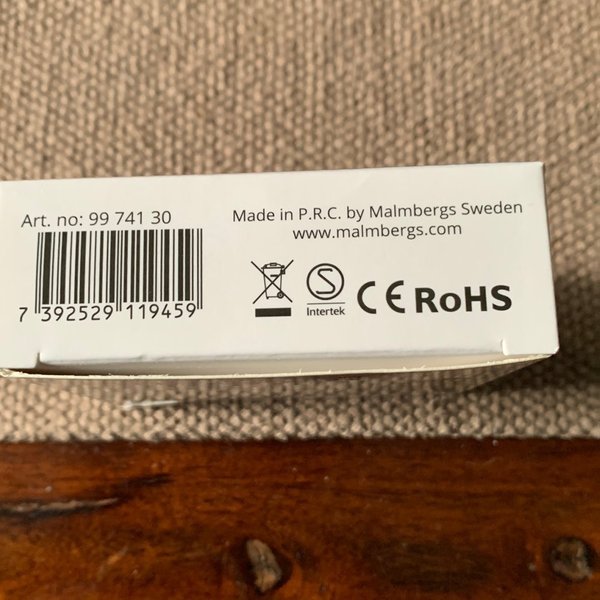 Art. no: 99 741 30
7 392529 119459
Made in P.R.C. by Malmbergs Sweden
www.malmbergs.com
S
Intertek
CE RoHS